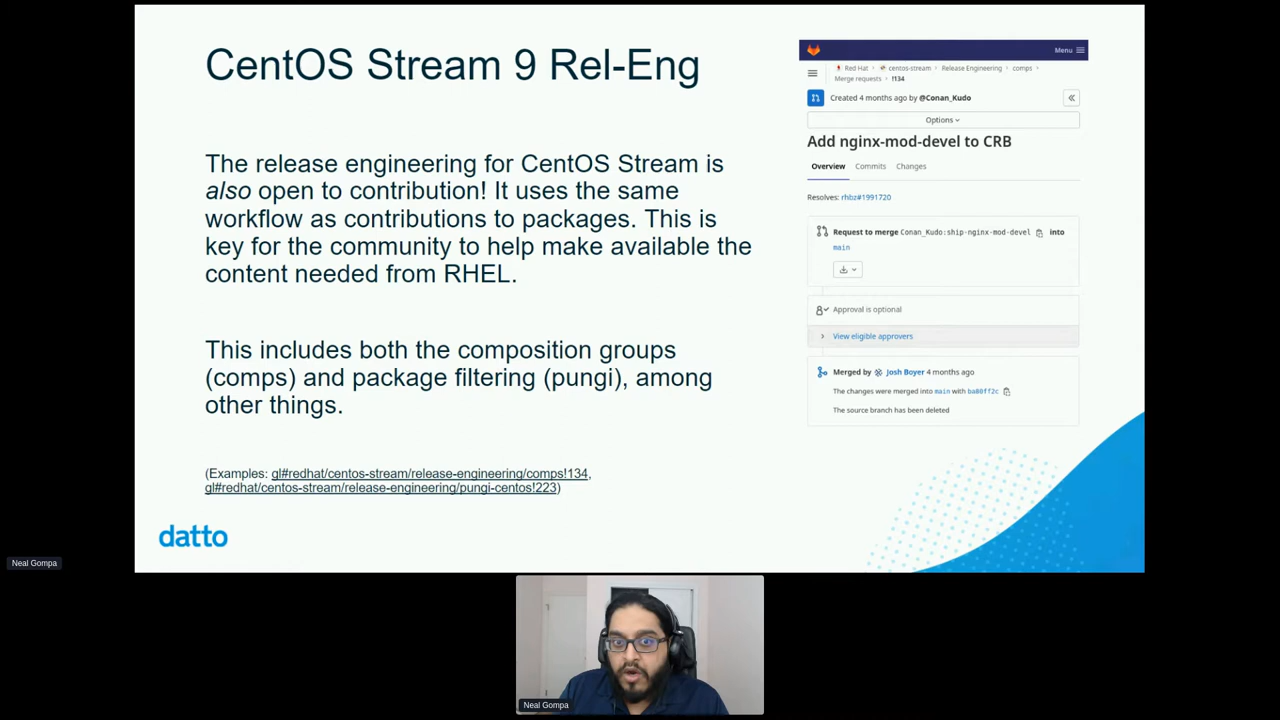 CentOS Stream 9 Rel-Eng
The release engineering for CentOS Stream is
also open to contribution! It uses the same
workflow as contributions to packages. This is
key for the community to help make available the
content needed from RHEL.
This includes both the composition groups
(comps) and package filtering (pungi), among
other things.
(Examples: gl#redhat/centos-stream/release-engineering/comps!134,
gl#redhat/centos-stream/release-engineering/pungi-centos!223)
datto
Menu
Red Hat › centos-stream › Release Engineering › comps ›
Merge requests › !134
Created 4 months ago by @Conan_Kudo
Options
Add nginx-mod-devel to CRB
Overview Commits Changes
Resolves: rhbz#1991720
Request to merge Conan_Kudo:ship-nginx-mod-devel into
main
Approval is optional
View eligible approvers
Merged by Josh Boyer 4 months ago
The changes were merged into main with ba80ff2c
The source branch has been deleted
Neal Gompa
Neal Gompa